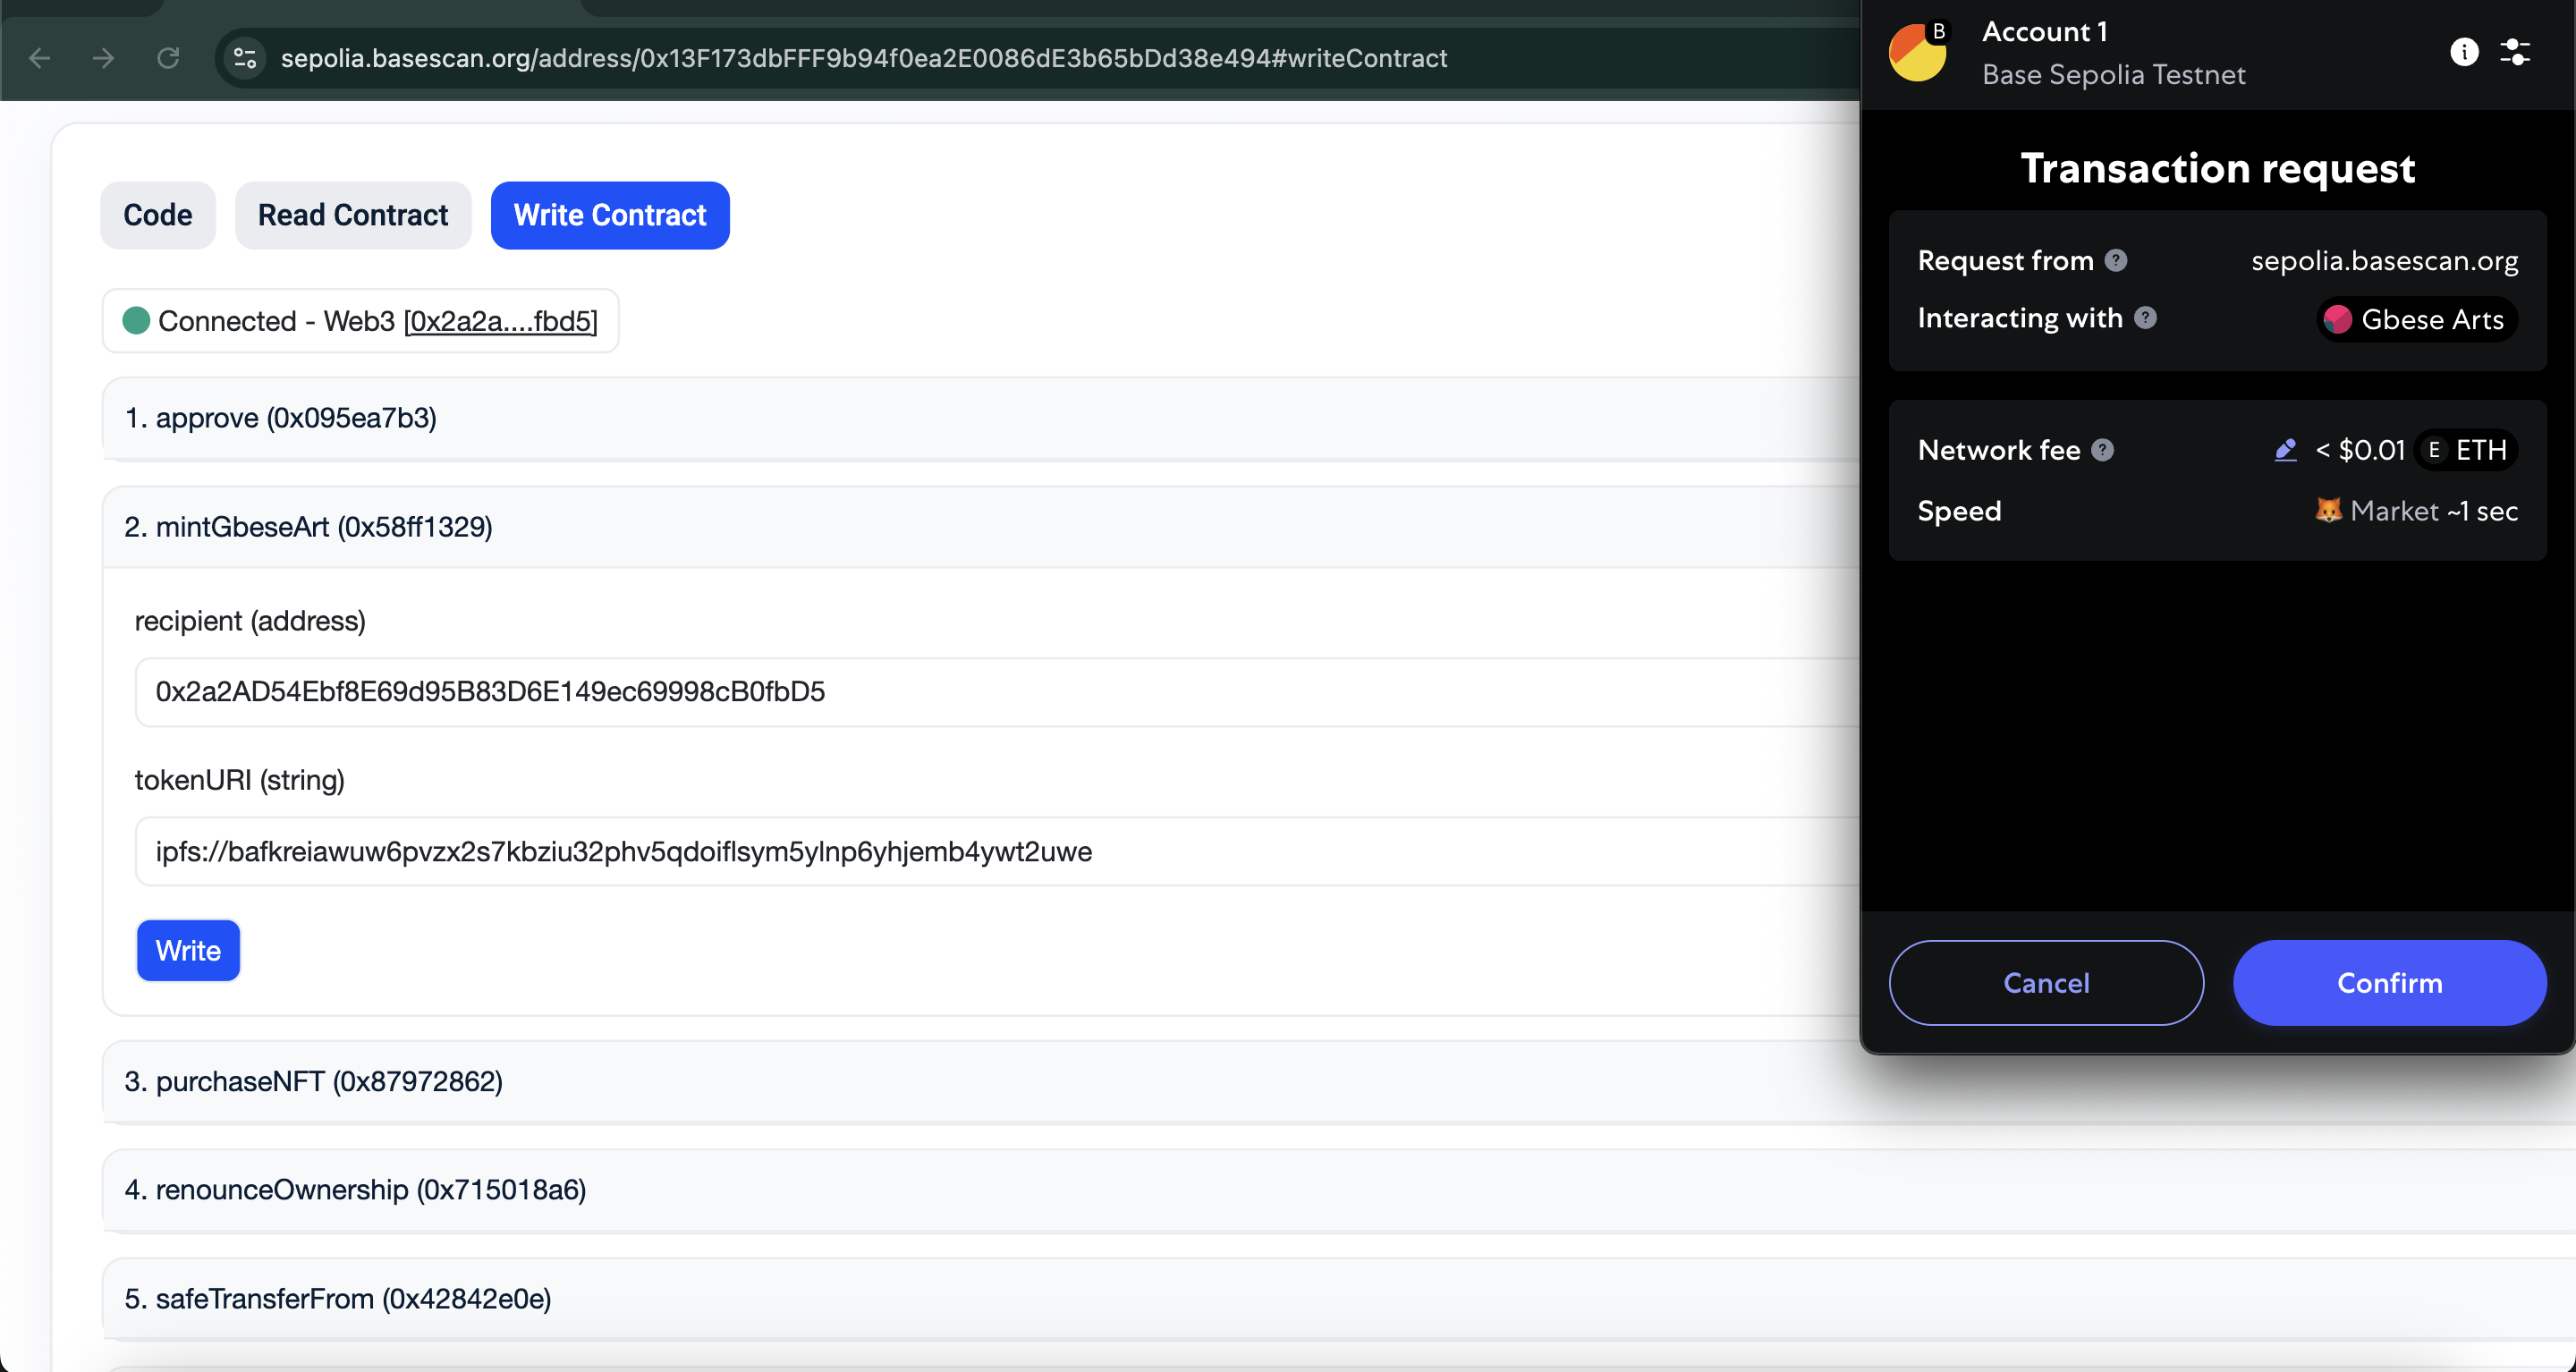 sepolia.basescan.org/address/0x13F173dbFFF9b94f0ea2E0086dE3b65bDd38e494#writeContract
Code
Read Contract
Write Contract
Connected - Web3 [0x2a2a....fbd5]
1. approve (0x095ea7b3)
2. mintGbeseArt (0x58ff1329)
recipient (address)
0x2a2AD54Ebf8E69d95B83D6E149ec69998cB0fbD5
tokenURI (string)
ipfs://bafkreiawuw6pvzx2s7kbziu32phv5qdoiflsym5ylnp6yhjemb4ywt2uwe
Write
3. purchaseNFT (0x87972862)
4. renounceOwnership (0x715018a6)
5. safeTransferFrom (0x42842e0e)
B
Account 1
Base Sepolia Testnet
Transaction request
Request from ? sepolia.basescan.org
Interacting with ? Gbese Arts
Network fee ? < $0.01 E ETH
Speed Market ~1 sec
Cancel
Confirm